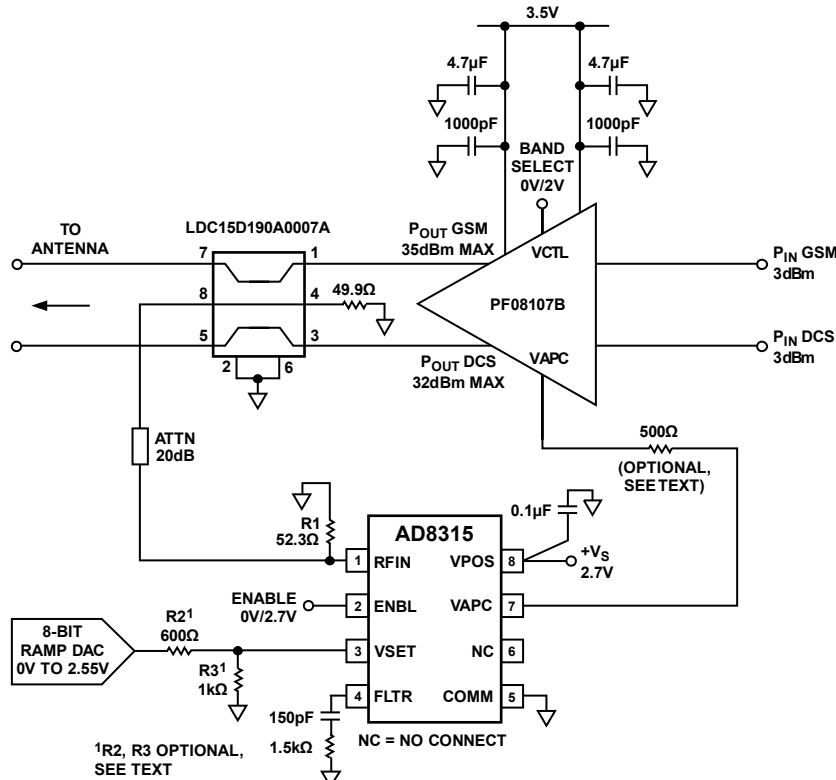 3.5V
4.7µF
4.7µF
1000pF
1000pF
BAND
SELECT
0V/2V
LDC15D190A0007A
TO
ANTENNA
7
1
P_OUT GSM
35dBm MAX
VCTL
P_IN GSM
3dBm
8
4
49.9Ω
PF08107B
5
3
P_IN DCS
3dBm
2
6
P_OUT DCS
32dBm MAX
VAPC
ATTN
20dB
500Ω
(OPTIONAL,
SEE TEXT)
R1
52.3Ω
0.1µF
AD8315
+V_S
2.7V
1
RFIN
VPOS
8
ENABLE
0V/2.7V
2
ENBL
VAPC
7
8-BIT
RAMP DAC
0V TO 2.55V
R2¹
600Ω
3
VSET
NC
6
R3¹
1kΩ
4
FLTR
COMM
5
150pF
1.5kΩ
NC = NO CONNECT
¹R2, R3 OPTIONAL,
SEE TEXT